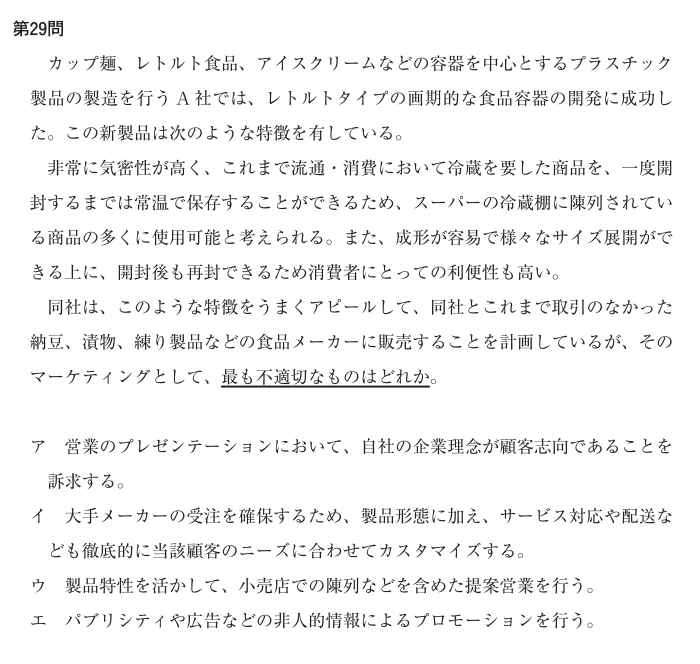 第29問
カップ麺、レトルト食品、アイスクリームなどの容器を中心とするプラスチック
製品の製造を行う A 社では、レトルトタイプの画期的な食品容器の開発に成功し
た。この新製品は次のような特徴を有している。
非常に気密性が高く、これまで流通・消費において冷蔵を要した商品を、一度開
封するまでは常温で保存することができるため、スーパーの冷蔵棚に陳列されてい
る商品の多くに使用可能と考えられる。また、成形が容易で様々なサイズ展開がで
きる上に、開封後も再封できるため消費者にとっての利便性も高い。
同社は、このような特徴をうまくアピールして、同社とこれまで取引のなかった
納豆、漬物、練り製品などの食品メーカーに販売することを計画しているが、その
マーケティングとして、最も不適切なものはどれか。
ア 営業のプレゼンテーションにおいて、自社の企業理念が顧客志向であることを
訴求する。
イ 大手メーカーの受注を確保するため、製品形態に加え、サービス対応や配送な
ども徹底的に当該顧客のニーズに合わせてカスタマイズする。
ウ 製品特性を活かして、小売店での陳列などを含めた提案営業を行う。
エ パブリシティや広告などの非人的情報によるプロモーションを行う。